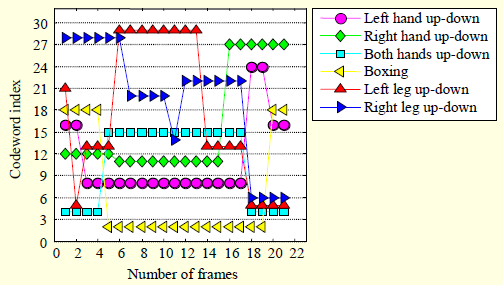 Codeword index
30
27
24
21
18
15
12
9
6
3
0
0 2 4 6 8 10 12 14 16 18 20 22
Number of frames
Left hand up-down
Right hand up-down
Both hands up-down
Boxing
Left leg up-down
Right leg up-down